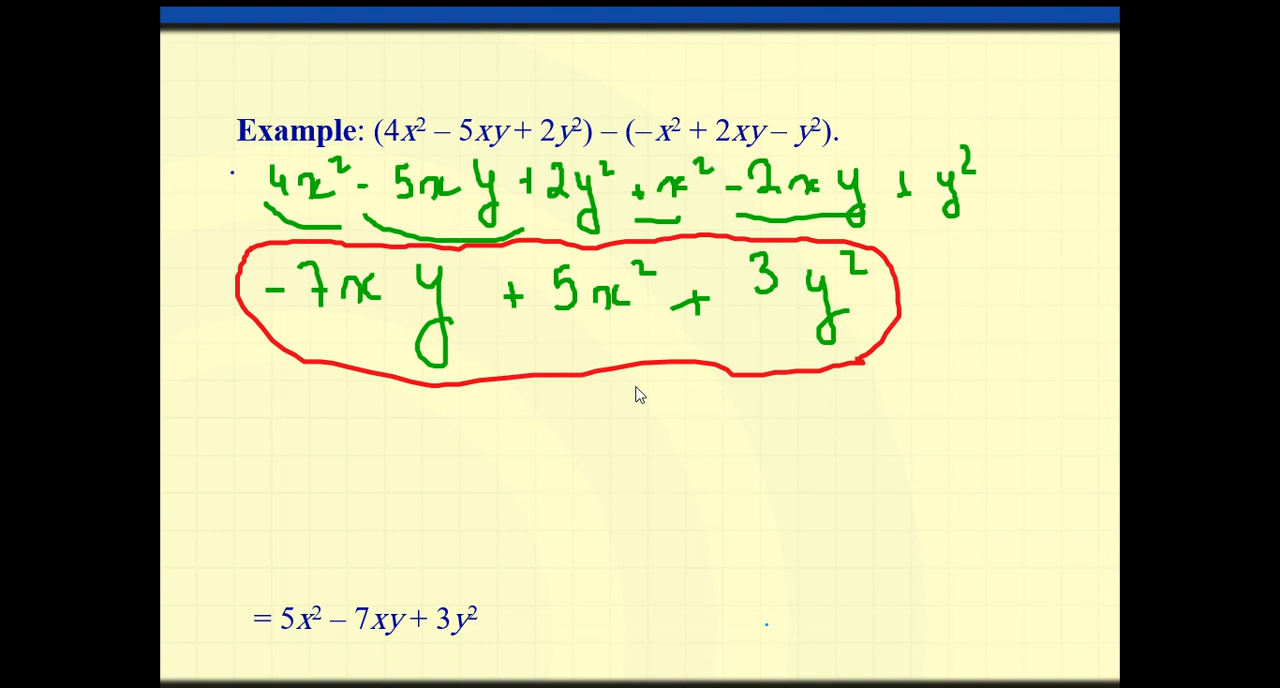 Example: (4x² – 5xy + 2y²) – (–x² + 2xy – y²).
4x² - 5xy + 2y² + x² - 2xy + y²
-7xy + 5x² + 3y²
= 5x² – 7xy + 3y²